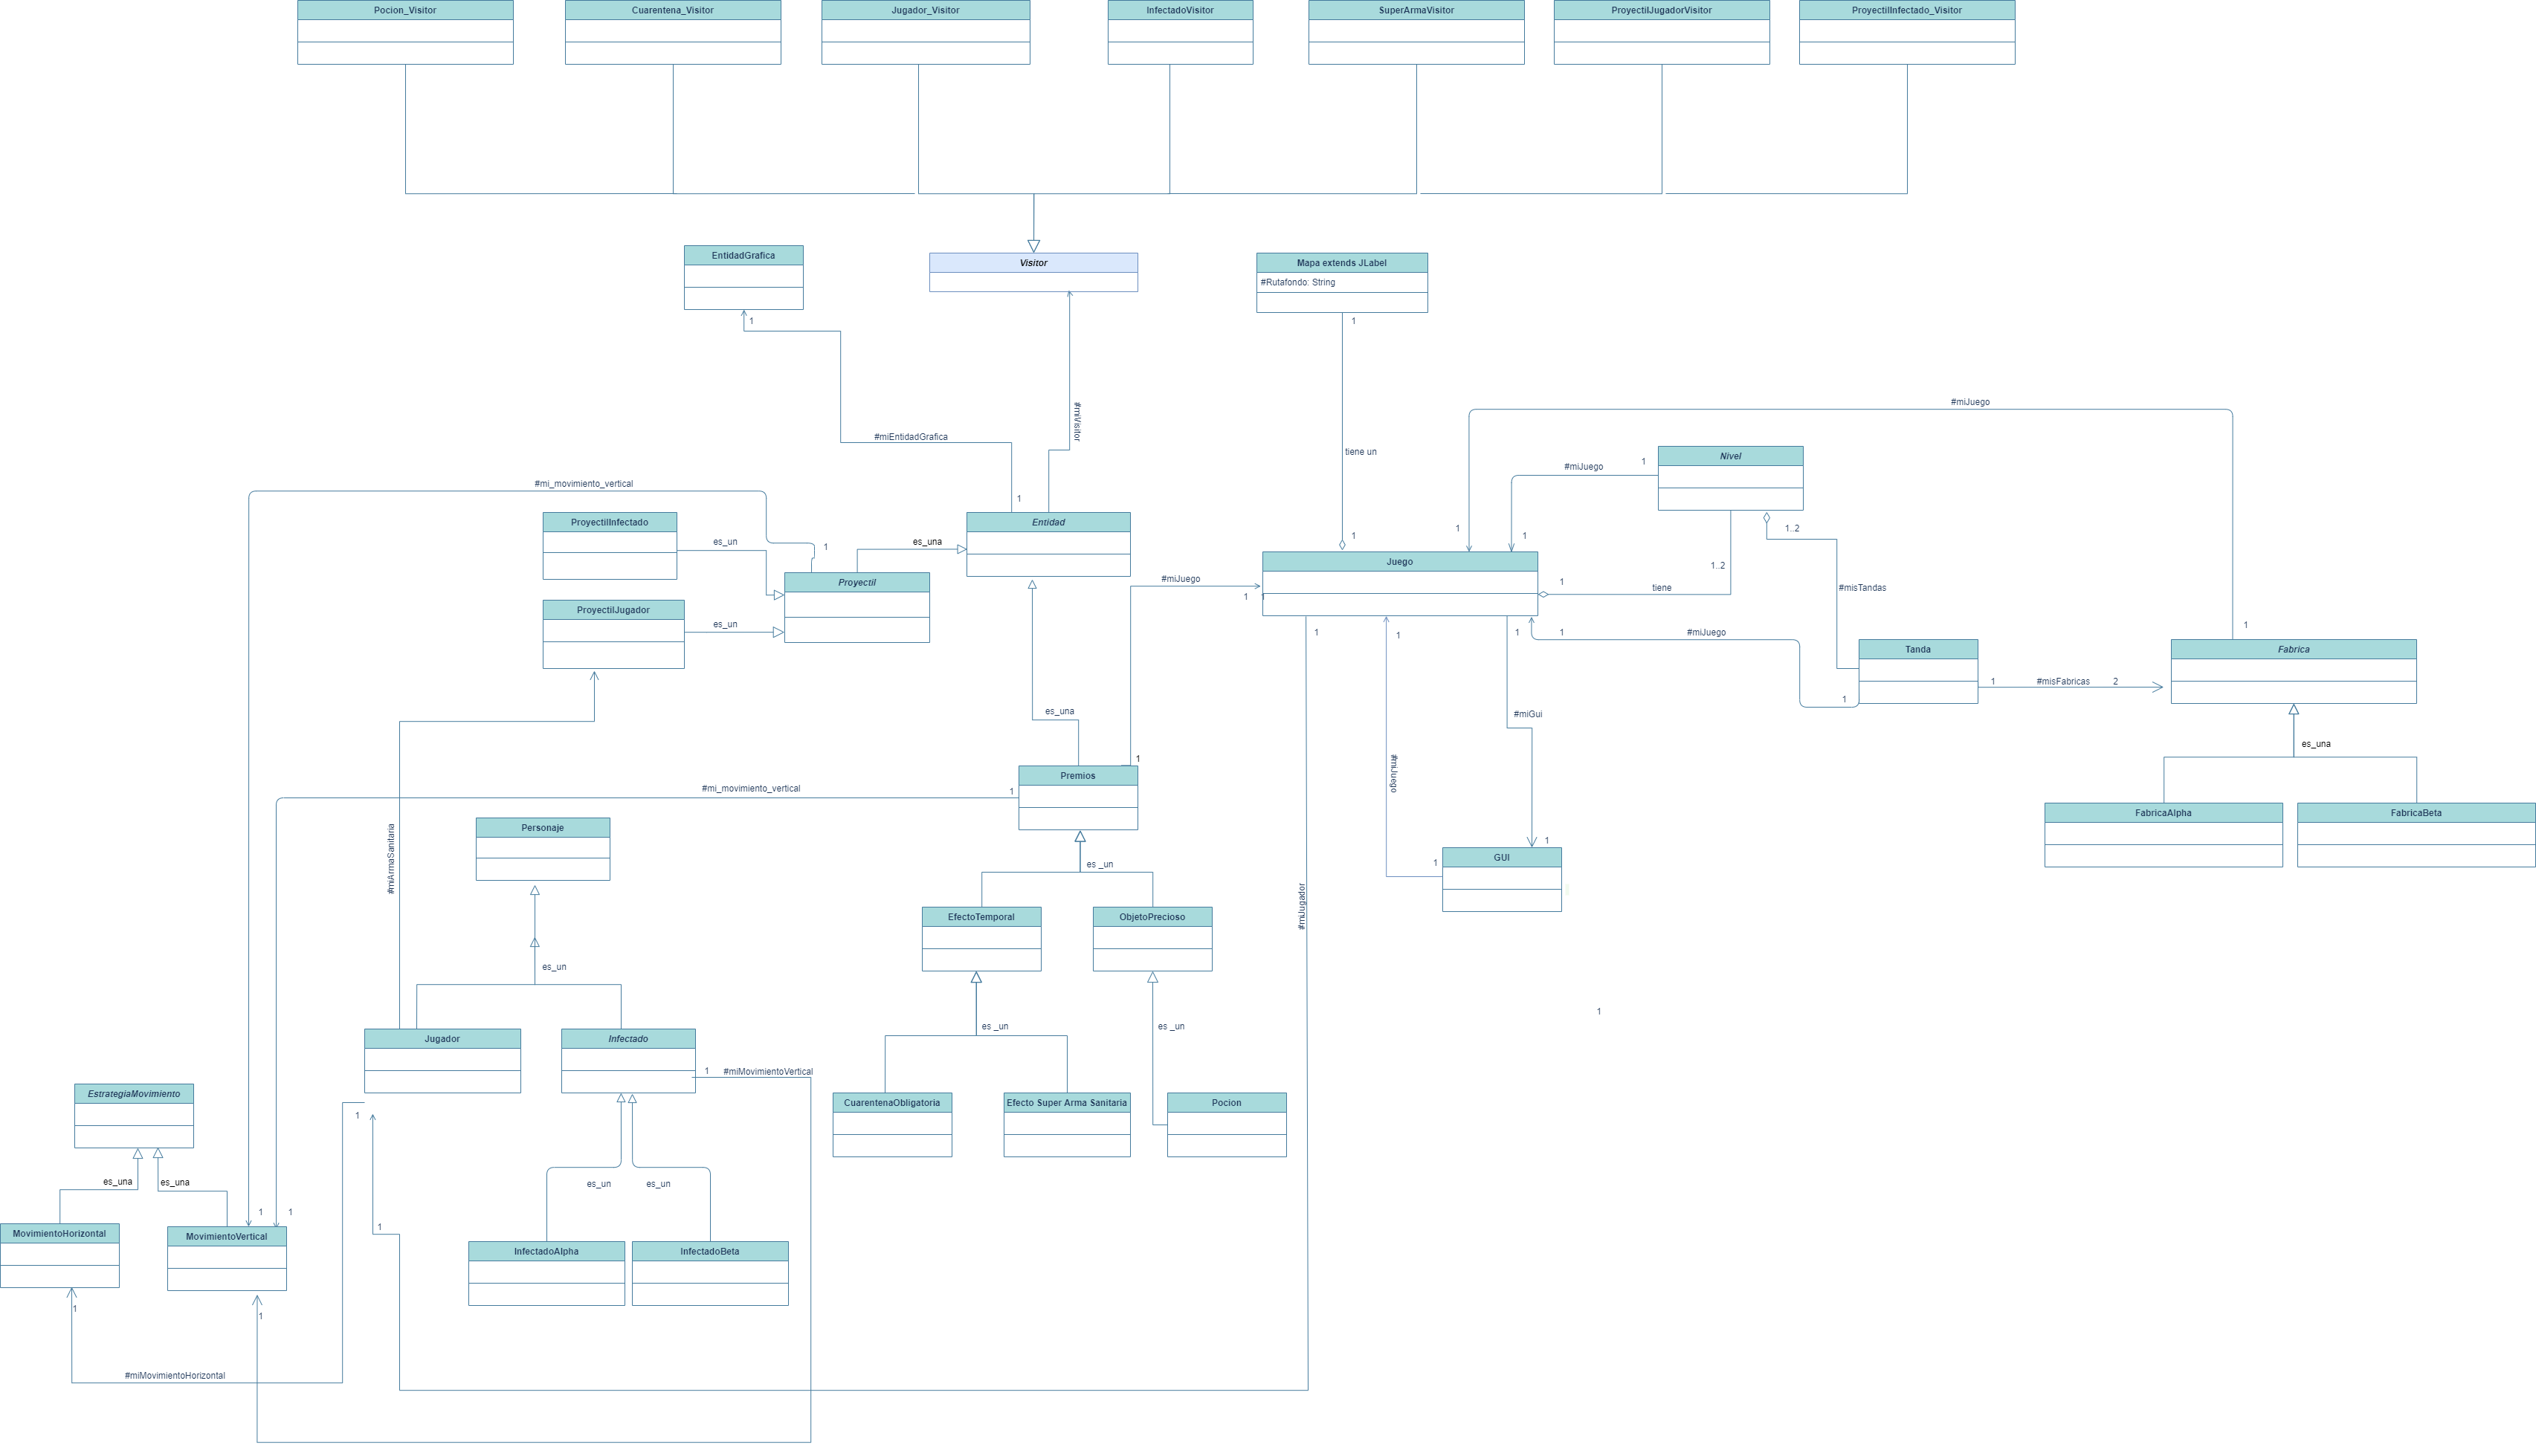 Pocion_Visitor
Cuarentena_Visitor
Jugador_Visitor
InfectadoVisitor
SuperArmaVisitor
ProyectilJugadorVisitor
ProyectilInfectado_Visitor
EntidadGrafica
Visitor
Mapa extends JLabel
#Rutafondo: String
1
1
#miVisitor
#miJuego
#miEntidadGrafica
tiene un
Nivel
1
#miJuego
#mi_movimiento_vertical
1
Entidad
ProyectilInfectado
es_un
1
es_una
1
1
1
1..2
Juego
Proyectil
#miJuego
1
1
1
tiene
1..2
#misTandas
ProyectilJugador
es_un
1
1
1
1
#miJuego
1
Tanda
Fabrica
1
#misFabricas
2
1
es_una
#miGui
es_una
1
#miJuego
Premios
#mi_movimiento_vertical
1
FabricaAlpha
FabricaBeta
Personaje
#miArmaSanitaria
1
GUI
1
es _un
#miJugador
EfectoTemporal
ObjetoPrecioso
es_un
1
es _un
es _un
Jugador
Infectado
1
#miMovimientoVertical
EstrategiaMovimiento
1
CuarentenaObligatoria
Efecto Super Arma Sanitaria
Pocion
es_una
es_una
es_un
es_un
1
1
1
MovimientoHorizontal
MovimientoVertical
InfectadoAlpha
InfectadoBeta
1
1
#miMovimientoHorizontal